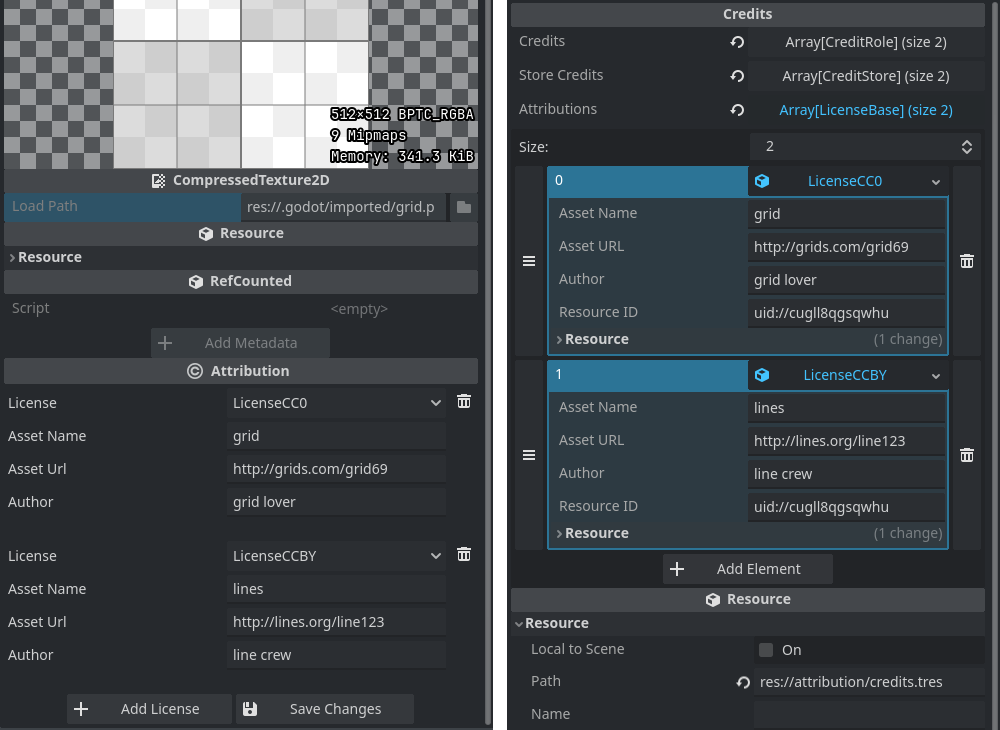 512×512 BPTC_RGBA
9 Mipmaps
Memory: 341.3 KiB
CompressedTexture2D
Load Path res://.godot/imported/grid.p
Resource
Resource
RefCounted
Script <empty>
Add Metadata
Attribution
License LicenseCC0
Asset Name grid
Asset Url http://grids.com/grid69
Author grid lover
License LicenseCCBY
Asset Name lines
Asset Url http://lines.org/line123
Author line crew
Add License Save Changes
Credits
Credits Array[CreditRole] (size 2)
Store Credits Array[CreditStore] (size 2)
Attributions Array[LicenseBase] (size 2)
Size: 2
0 LicenseCC0
Asset Name grid
Asset URL http://grids.com/grid69
Author grid lover
Resource ID uid://cugll8qgsqwhu
Resource (1 change)
1 LicenseCCBY
Asset Name lines
Asset URL http://lines.org/line123
Author line crew
Resource ID uid://cugll8qgsqwhu
Resource (1 change)
Add Element
Resource
Resource
Local to Scene On
Path res://attribution/credits.tres
Name